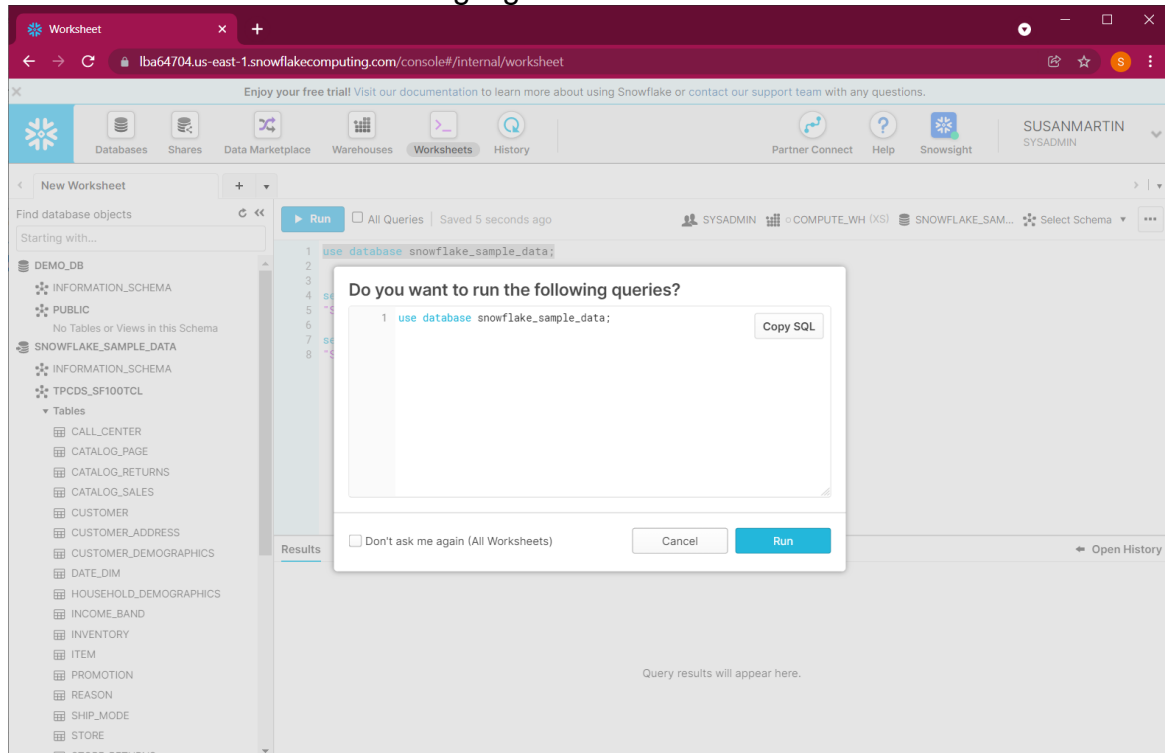 Worksheet
lba64704.us-east-1.snowflakecomputing.com/console#/internal/worksheet
S
Enjoy your free trial! Visit our documentation to learn more about using Snowflake or contact our support team with any questions.
Databases Shares Data Marketplace Warehouses Worksheets History Partner Connect Help Snowsight
SUSANMARTIN
SYSADMIN
New Worksheet
Find database objects
Starting with...
Run All Queries Saved 5 seconds ago SYSADMIN COMPUTE_WH (XS) SNOWFLAKE_SAM... Select Schema
DEMO_DB
INFORMATION_SCHEMA
PUBLIC
No Tables or Views in this Schema
SNOWFLAKE_SAMPLE_DATA
INFORMATION_SCHEMA
TPCDS_SF100TCL
Tables
CALL_CENTER
CATALOG_PAGE
CATALOG_RETURNS
CATALOG_SALES
CUSTOMER
CUSTOMER_ADDRESS
CUSTOMER_DEMOGRAPHICS
DATE_DIM
HOUSEHOLD_DEMOGRAPHICS
INCOME_BAND
INVENTORY
ITEM
PROMOTION
REASON
SHIP_MODE
STORE
1 use database snowflake_sample_data;
2
3
4 se
5 "S
6
7 se
8 "S
Do you want to run the following queries?
1 use database snowflake_sample_data;
Copy SQL
Don't ask me again (All Worksheets)
Cancel
Run
Results
Open History
Query results will appear here.